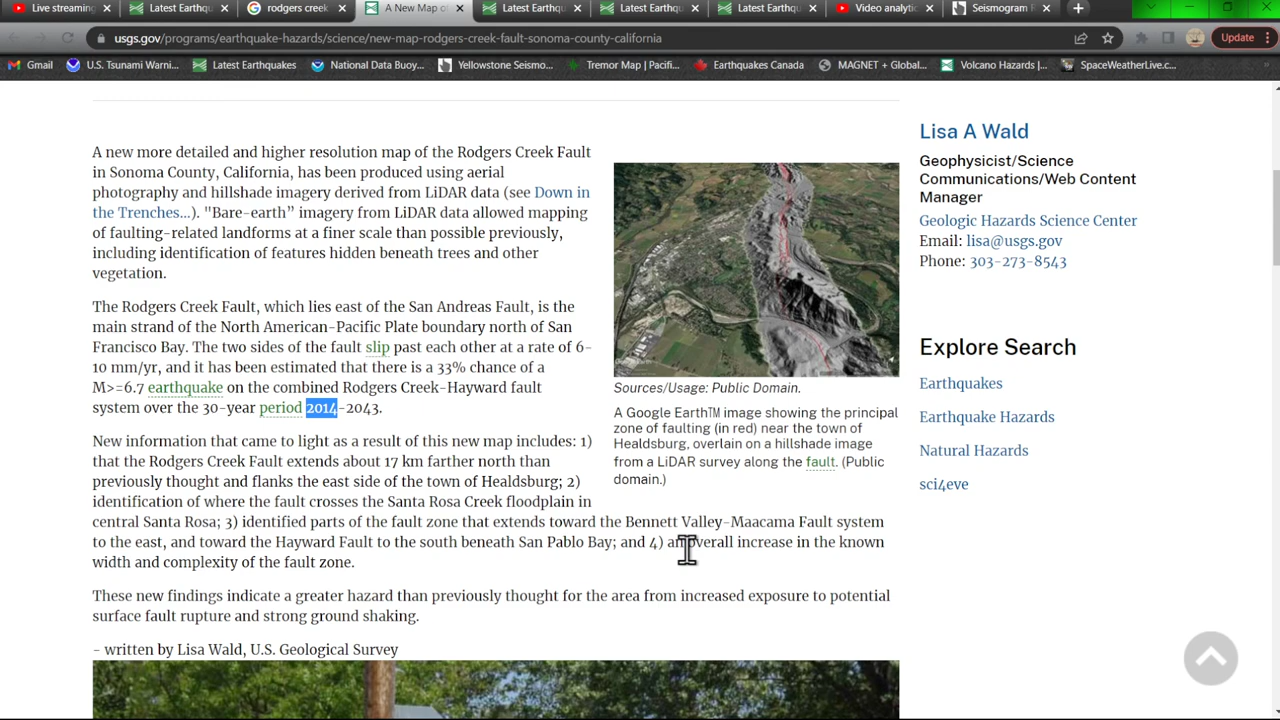 Live streaming
Latest Earthqu
rodgers creek
A New Map o
Latest Earthqu
Latest Earthqu
Latest Earthqu
Video analytic
Seismogram
usgs.gov/programs/earthquake-hazards/science/new-map-rodgers-creek-fault-sonoma-county-california
Update
Gmail
U.S. Tsunami Warni...
Latest Earthquakes
National Data Buoy...
Yellowstone Seismo...
Tremor Map | Pacifi...
Earthquakes Canada
MAGNET + Global...
Volcano Hazards |...
SpaceWeatherLive.c...
A new more detailed and higher resolution map of the Rodgers Creek Fault
in Sonoma County, California, has been produced using aerial
photography and hillshade imagery derived from LiDAR data (see Down in
the Trenches...). "Bare-earth” imagery from LiDAR data allowed mapping
of faulting-related landforms at a finer scale than possible previously,
including identification of features hidden beneath trees and other
vegetation.
The Rodgers Creek Fault, which lies east of the San Andreas Fault, is the
main strand of the North American-Pacific Plate boundary north of San
Francisco Bay. The two sides of the fault slip past each other at a rate of 6-
10 mm/yr, and it has been estimated that there is a 33% chance of a
M>=6.7 earthquake on the combined Rodgers Creek-Hayward fault
system over the 30-year period 2014-2043.
New information that came to light as a result of this new map includes: 1)
that the Rodgers Creek Fault extends about 17 km farther north than
previously thought and flanks the east side of the town of Healdsburg; 2)
identification of where the fault crosses the Santa Rosa Creek floodplain in
central Santa Rosa; 3) identified parts of the fault zone that extends toward the Bennett Valley-Maacama Fault system
to the east, and toward the Hayward Fault to the south beneath San Pablo Bay; and 4) an overall increase in the known
width and complexity of the fault zone.
These new findings indicate a greater hazard than previously thought for the area from increased exposure to potential
surface fault rupture and strong ground shaking.
- written by Lisa Wald, U.S. Geological Survey
Sources/Usage: Public Domain.
A Google Earth™ image showing the principal
zone of faulting (in red) near the town of
Healdsburg, overlain on a hillshade image
from a LiDAR survey along the fault. (Public
domain.)
Lisa A Wald
Geophysicist/Science
Communications/Web Content
Manager
Geologic Hazards Science Center
Email: lisa@usgs.gov
Phone: 303-273-8543
Explore Search
Earthquakes
Earthquake Hazards
Natural Hazards
sci4eve